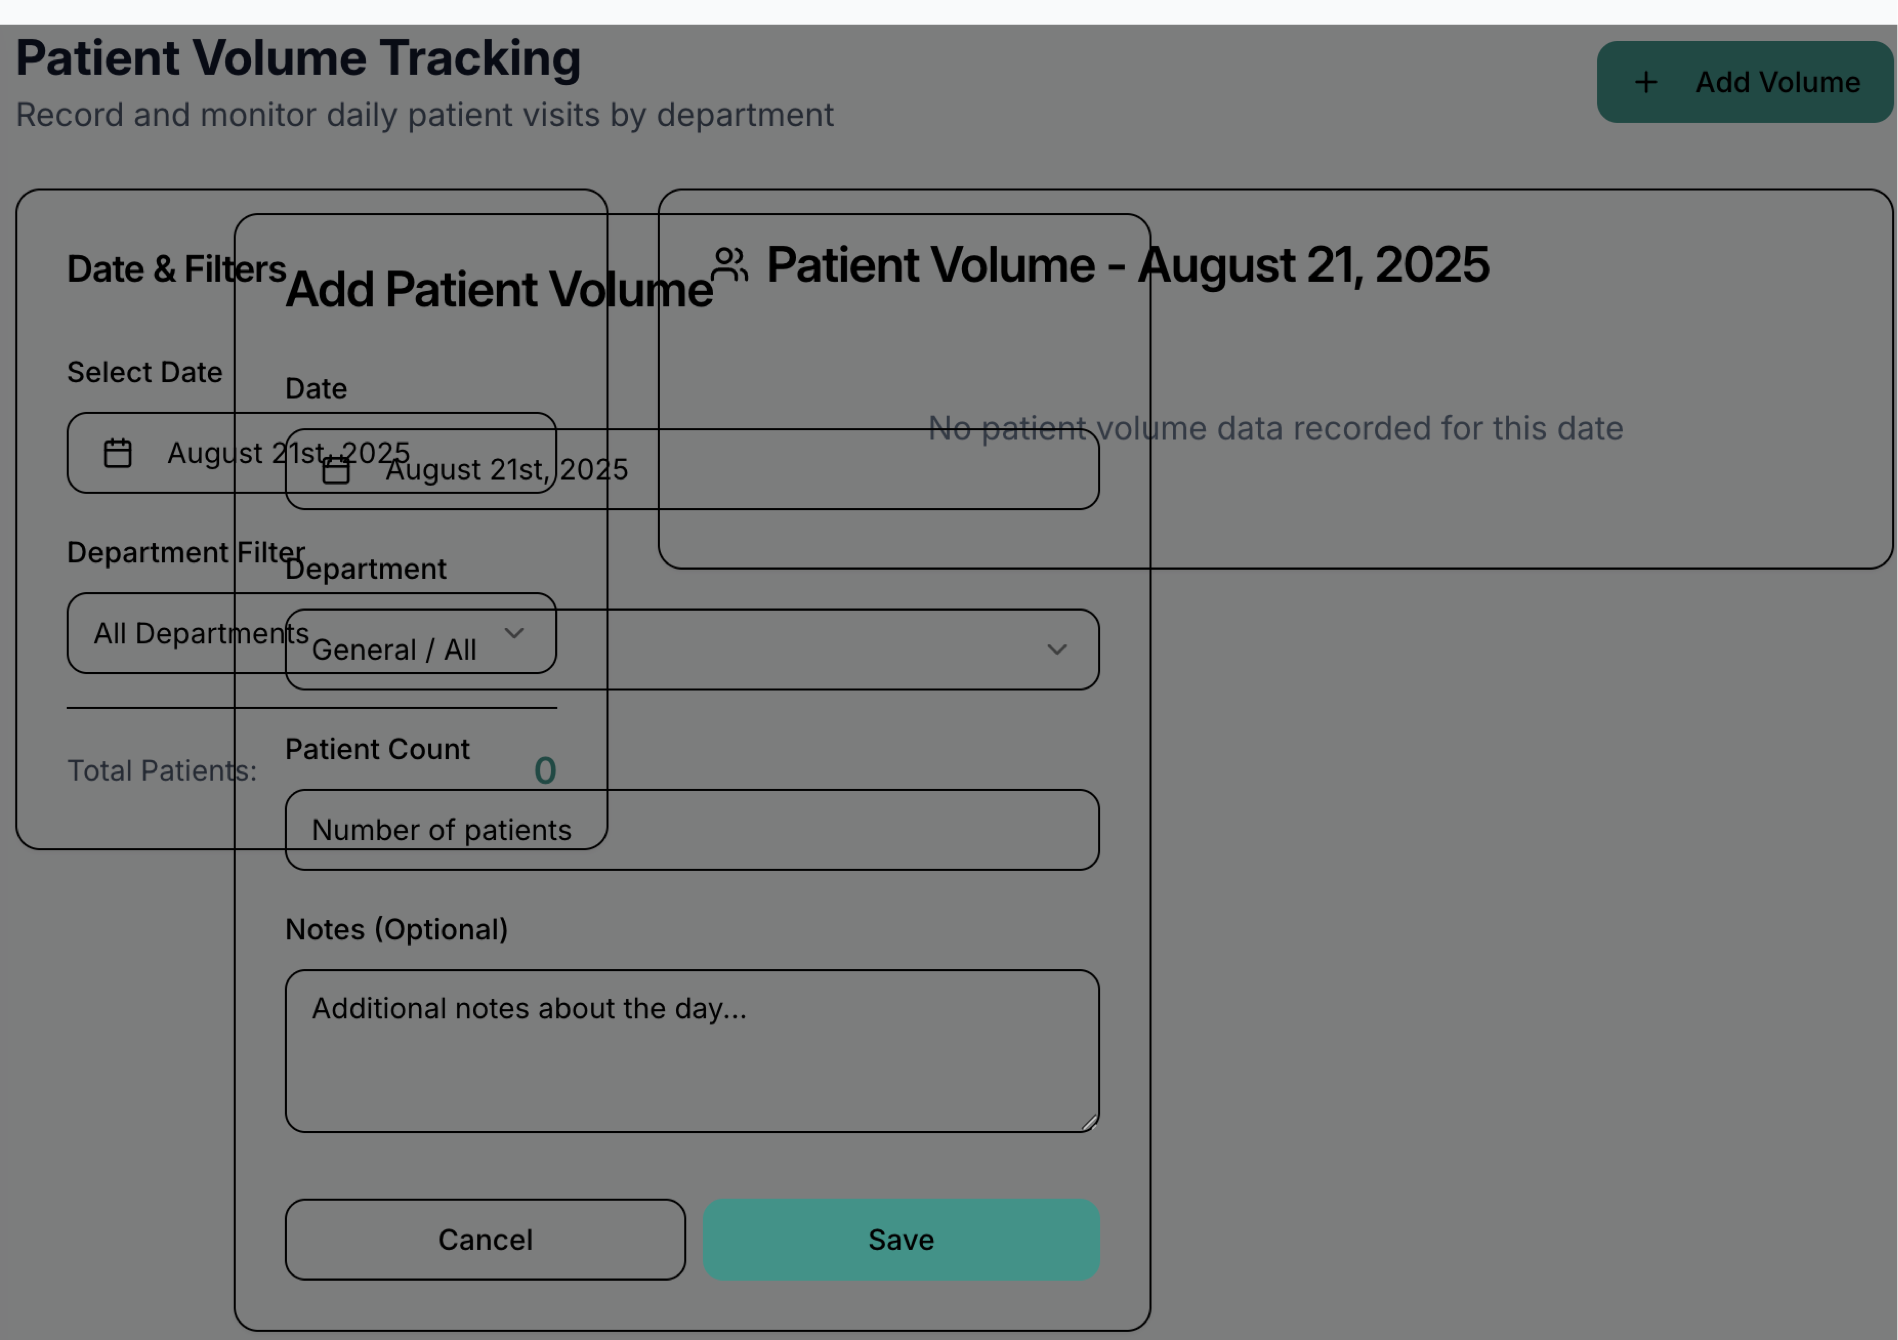 Patient Volume Tracking
Record and monitor daily patient visits by department
Add Volume
Date & Filters
Select Date
August 21st, 2025
Department Filter
All Departments
Total Patients:
0
Patient Volume - August 21, 2025
No patient volume data recorded for this date
Add Patient Volume
Date
August 21st, 2025
Department
General / All
Patient Count
Number of patients
Notes (Optional)
Additional notes about the day...
Cancel
Save